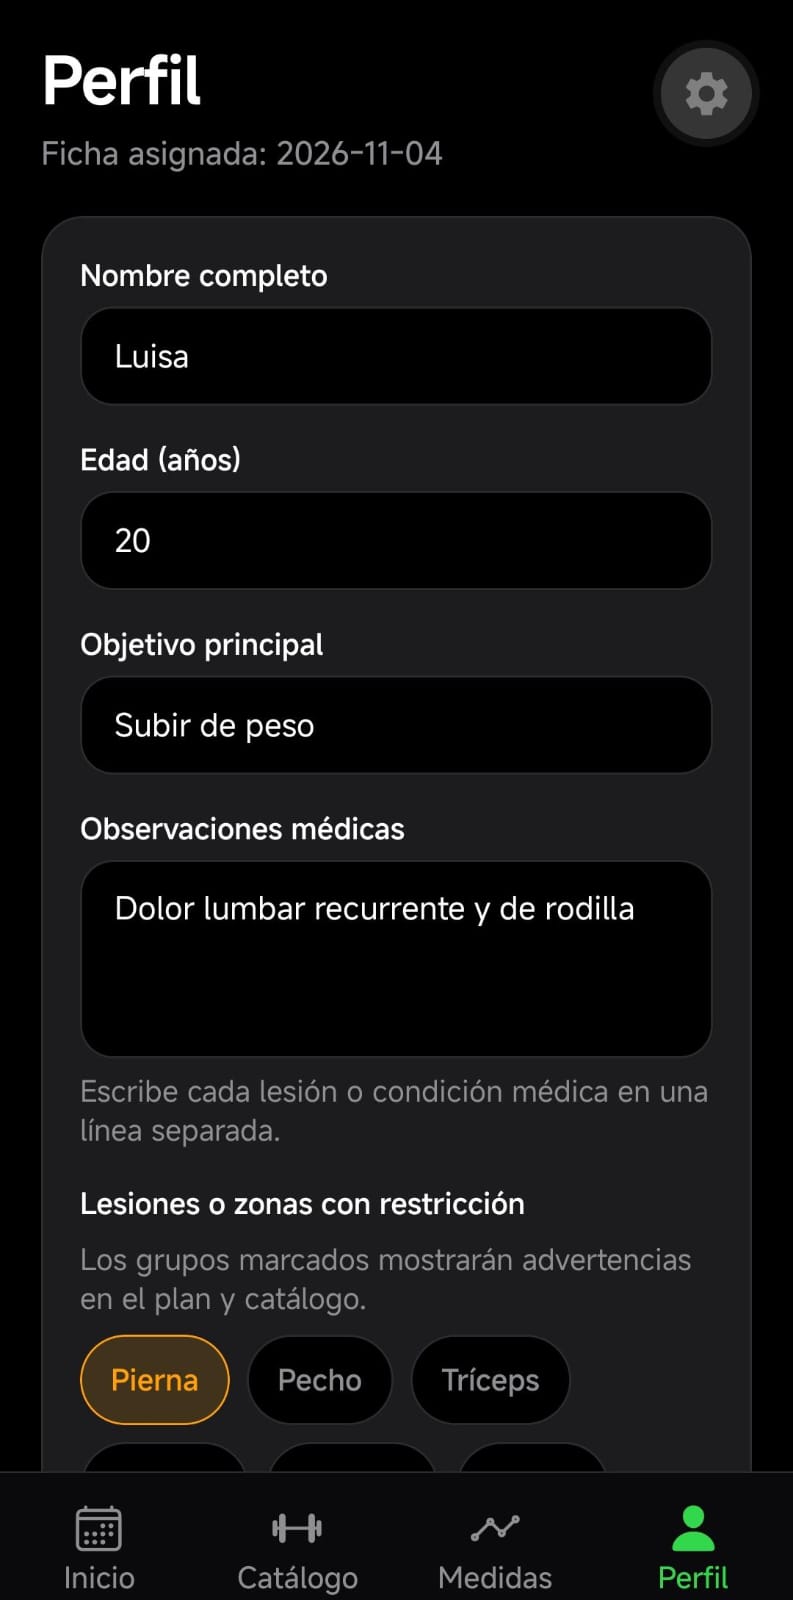 Perfil
Ficha asignada: 2026-11-04
Nombre completo
Luisa
Edad (años)
20
Objetivo principal
Subir de peso
Observaciones médicas
Dolor lumbar recurrente y de rodilla
Escribe cada lesión o condición médica en una
línea separada.
Lesiones o zonas con restricción
Los grupos marcados mostrarán advertencias
en el plan y catálogo.
Pierna Pecho Tríceps
Inicio Catálogo Medidas Perfil